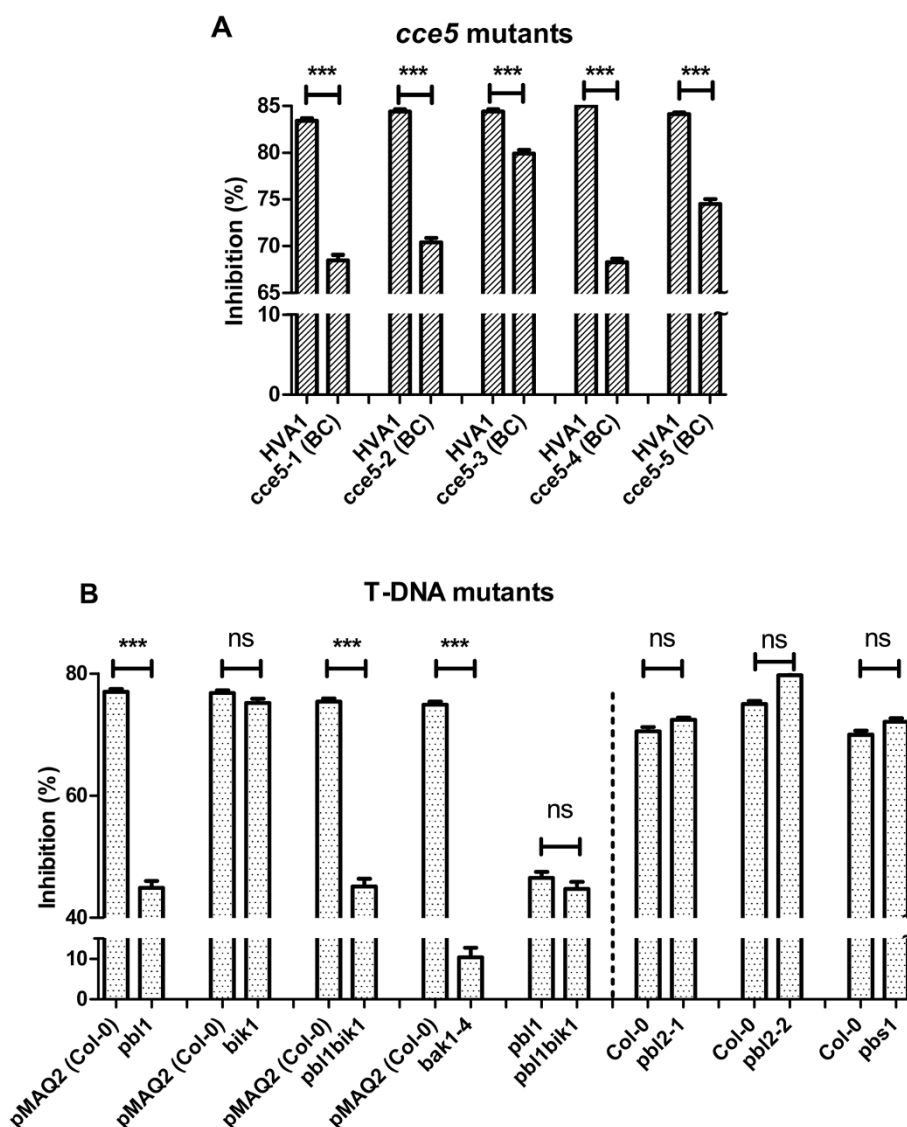 A
cce5 mutants
*** *** *** *** ***
85
80
75
70
65
10
0
Inhibition (%)
HVA1
cce5-1 (BC)
HVA1
cce5-2 (BC)
HVA1
cce5-3 (BC)
HVA1
cce5-4 (BC)
HVA1
cce5-5 (BC)
B
T-DNA mutants
*** ns *** *** ns ns ns ns
80
60
40
10
0
Inhibition (%)
pMAQ2 (Col-0)
pbl1
pMAQ2 (Col-0)
bik1
pMAQ2 (Col-0)
pbl1bik1
pMAQ2 (Col-0)
bak1-4
pbl1
pbl1bik1
Col-0
pbl2-1
Col-0
pbl2-2
Col-0
pbs1